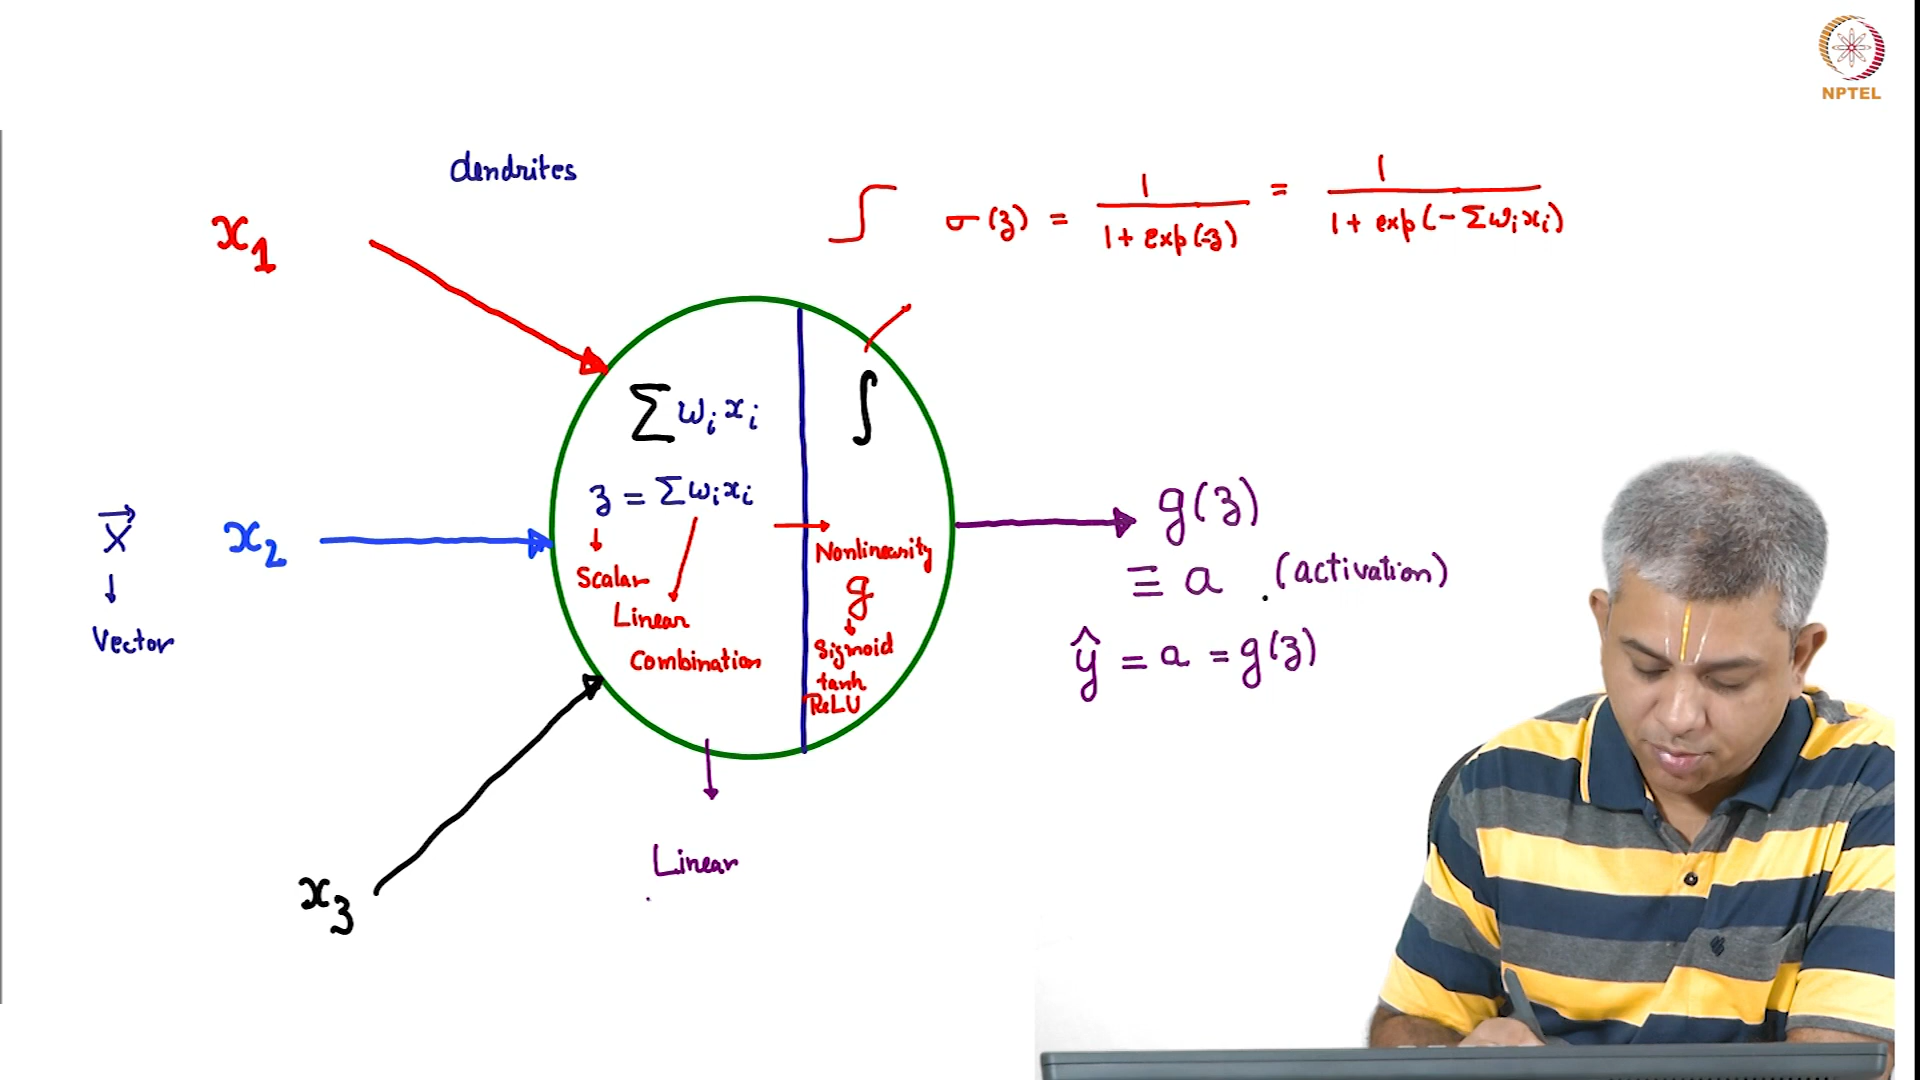 NPTEL
dendrites
x₁
σ(z) = 1 / (1 + exp(-z)) = 1 / (1 + exp(-Σwᵢxᵢ))
Σ wᵢxᵢ
∫
z = Σwᵢxᵢ
Scalar
Linear
Combination
Nonlinearity
g
Sigmoid
tanh
ReLU
X⃗
Vector
x₂
g(z)
≡ a (activation)
ŷ = a = g(z)
x₃
Linear